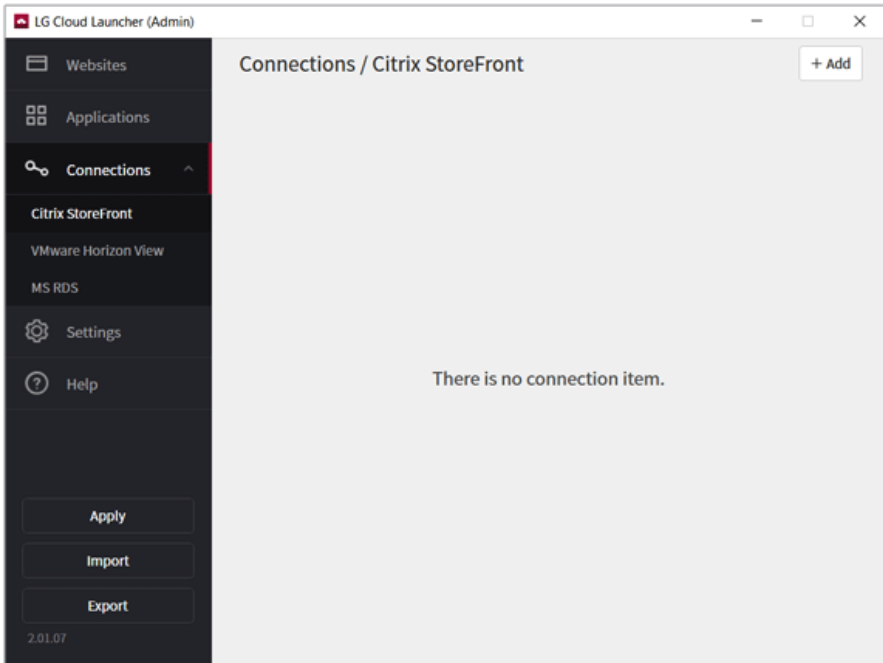 LG Cloud Launcher (Admin)
Websites
Applications
Connections
Citrix StoreFront
VMware Horizon View
MS RDS
Settings
Help
Apply
Import
Export
2.01.07
Connections / Citrix StoreFront
+ Add
There is no connection item.